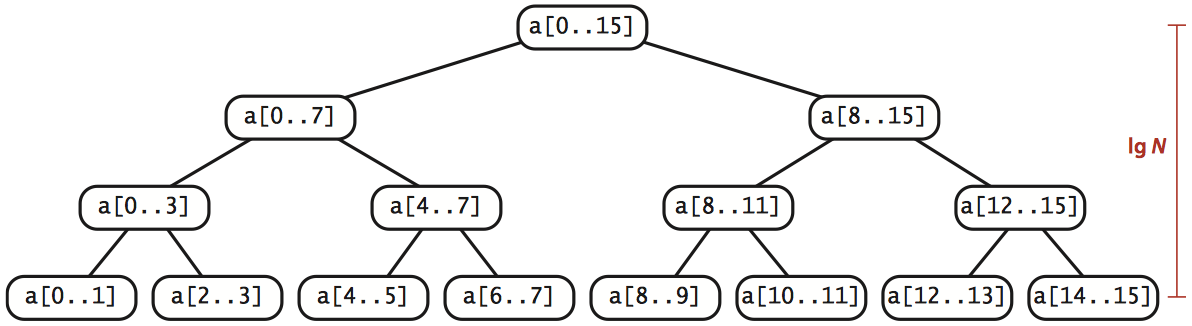 a[0..15]
a[0..7]
a[8..15]
lg N
a[0..3]
a[4..7]
a[8..11]
a[12..15]
a[0..1]
a[2..3]
a[4..5]
a[6..7]
a[8..9]
a[10..11]
a[12..13]
a[14..15]